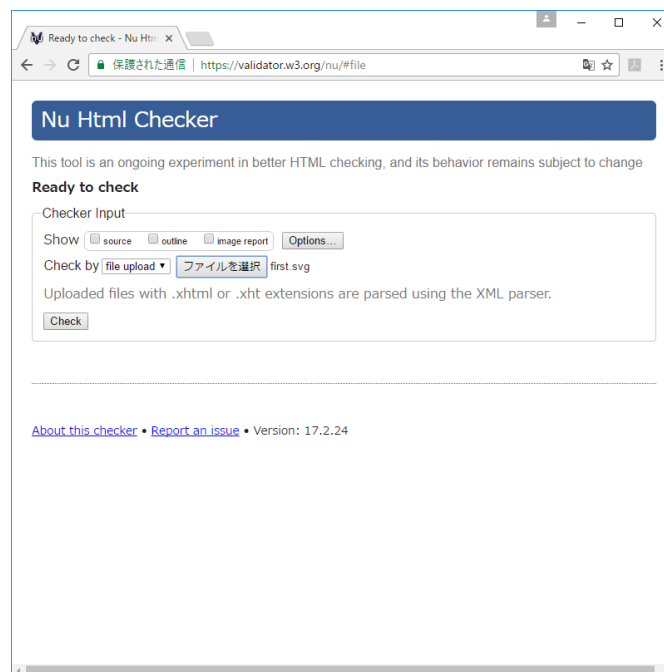 Ready to check - Nu Htm
保護された通信 | https://validator.w3.org/nu/#file
Nu Html Checker
This tool is an ongoing experiment in better HTML checking, and its behavior remains subject to change
Ready to check
Checker Input
Show source outline image report Options...
Check by file upload ファイルを選択 first.svg
Uploaded files with .xhtml or .xht extensions are parsed using the XML parser.
Check
About this checker • Report an issue • Version: 17.2.24